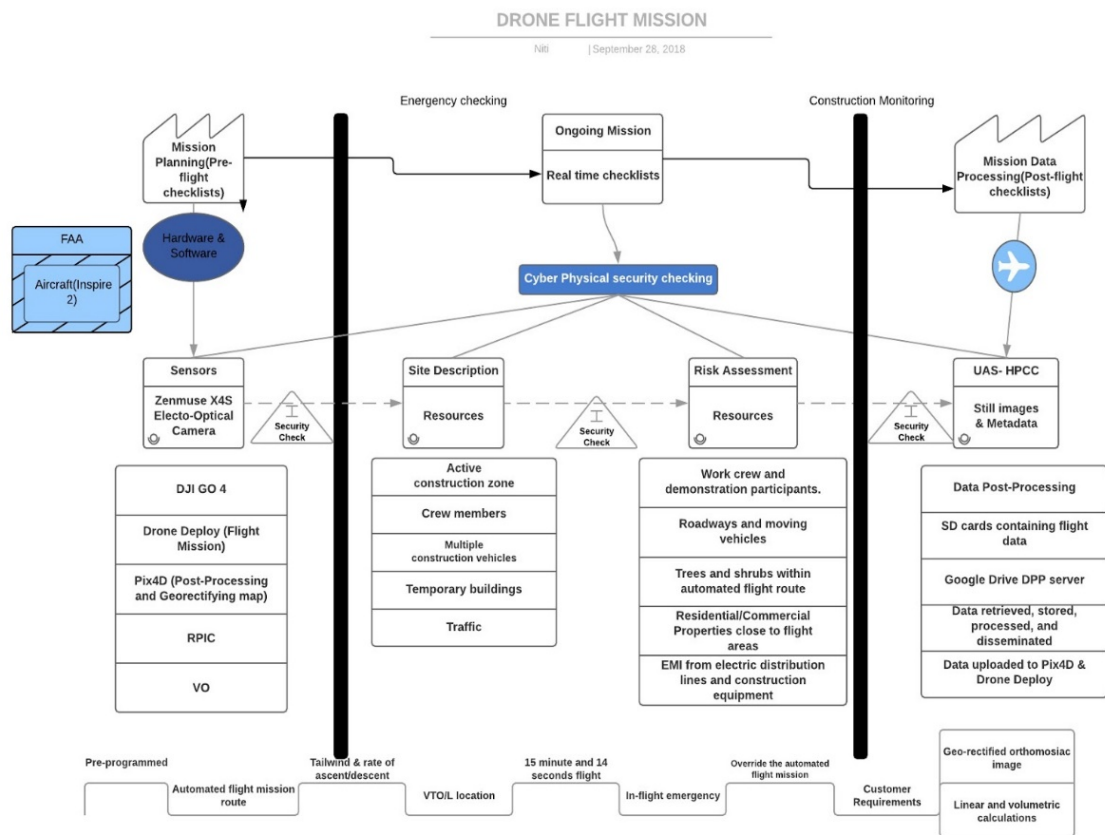 DRONE FLIGHT MISSION
Niti | September 28, 2018
Energency checking
Construction Monitoring
Mission
Planning(Pre-
flight
checklists)
Ongoing Mission
Real time checklists
Mission Data
Processing(Post-flight
checklists)
FAA
Aircraft(Inspire
2)
Hardware &
Software
Cyber Physical security checking
Sensors
Zenmuse X4S
Electo-Optical
Camera
Security
Check
Site Description
Resources
Security
Check
Risk Assessment
Resources
Security
Check
UAS- HPCC
Still images
& Metadata
DJI GO 4
Drone Deploy (Flight
Mission)
Pix4D (Post-Processing
and Georectifying map)
RPIC
VO
Active
construction zone
Crew members
Multiple
construction vehicles
Temporary buildings
Traffic
Work crew and
demonstration participants.
Roadways and moving
vehicles
Trees and shrubs within
automated flight route
Residential/Commercial
Properties close to flight
areas
EMI from electric distribution
lines and construction
equipment
Data Post-Processing
SD cards containing flight
data
Google Drive DPP server
Data retrieved, stored,
processed, and
disseminated
Data uploaded to Pix4D &
Drone Deploy
Pre-programmed
Automated flight mission
route
Tailwind & rate of
ascent/descent
VTO/L location
15 minute and 14
seconds flight
In-flight emergency
Override the automated
flight mission
Customer
Requirements
Geo-rectified orthomosiac
image
Linear and volumetric
calculations